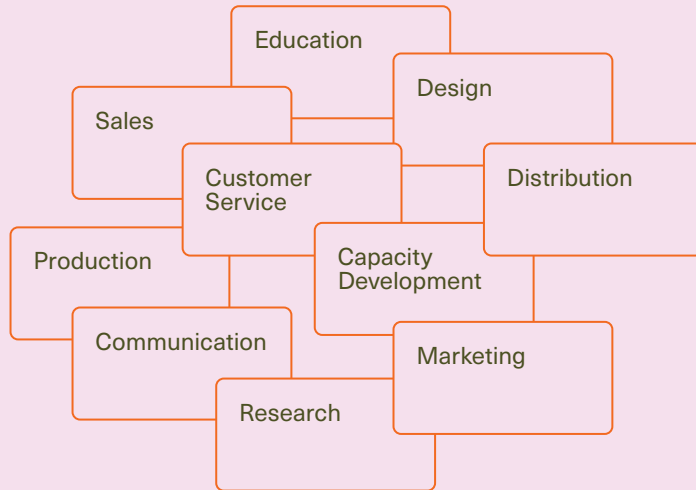 Education
Design
Sales
Customer
Service
Distribution
Production
Capacity
Development
Communication
Marketing
Research